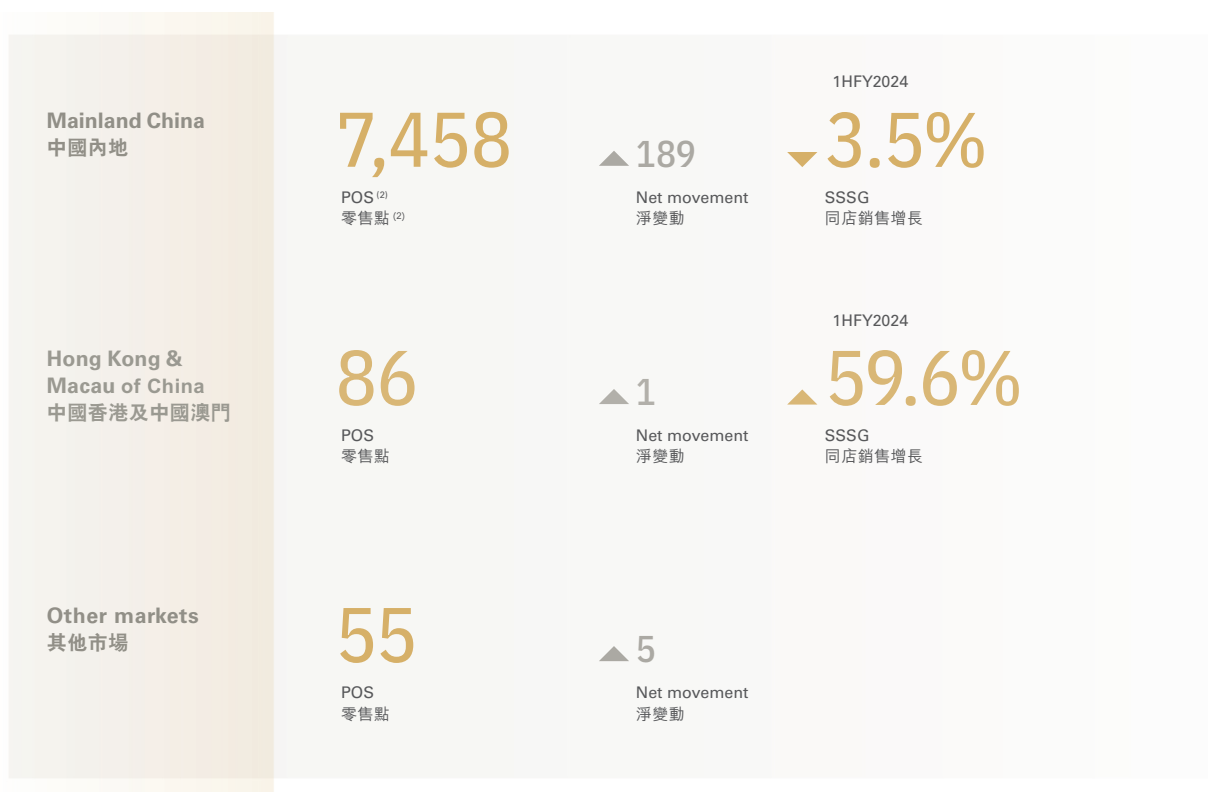 1HFY2024
Mainland China
中國內地
7,458
▲ 189
▼ 3.5%
POS (2)
零售點 (2)
Net movement
淨變動
SSSG
同店銷售增長
1HFY2024
Hong Kong &
Macau of China
中國香港及中國澳門
86
▲ 1
▲ 59.6%
POS
零售點
Net movement
淨變動
SSSG
同店銷售增長
Other markets
其他市場
55
▲ 5
POS
零售點
Net movement
淨變動